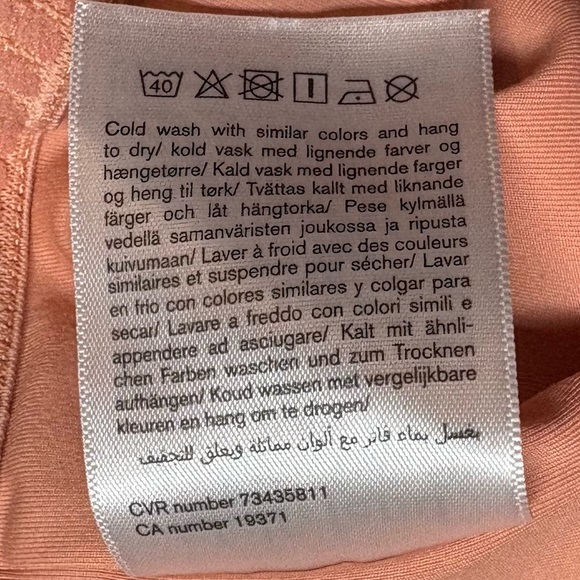 40
Cold wash with similar colors and hang
to dry/ kold vask med lignende farver og
hængetørre/ Kald vask med lignende farger
og heng til tørk/ Tvättas kallt med liknande
färger och låt hängtorka/ Pese kylmällä
vedellä samanväristen joukossa ja ripusta
kuivumaan/ Laver à froid avec des couleurs
similaires et suspendre pour sécher/ Lavar
en frio con colores similares y colgar para
secar/ Lavare a freddo con colori simili e
appendere ad asciugare/ Kalt mit ähnli-
chen Farben waschen und zum Trocknen
aufhängen/ Koud wassen met vergelijkbare
kleuren en hang om te drogen/
يغسل بماء فاتر مع ألوان مماثلة ويعلق للتجفيف
CVR number 73435811
CA number 19371